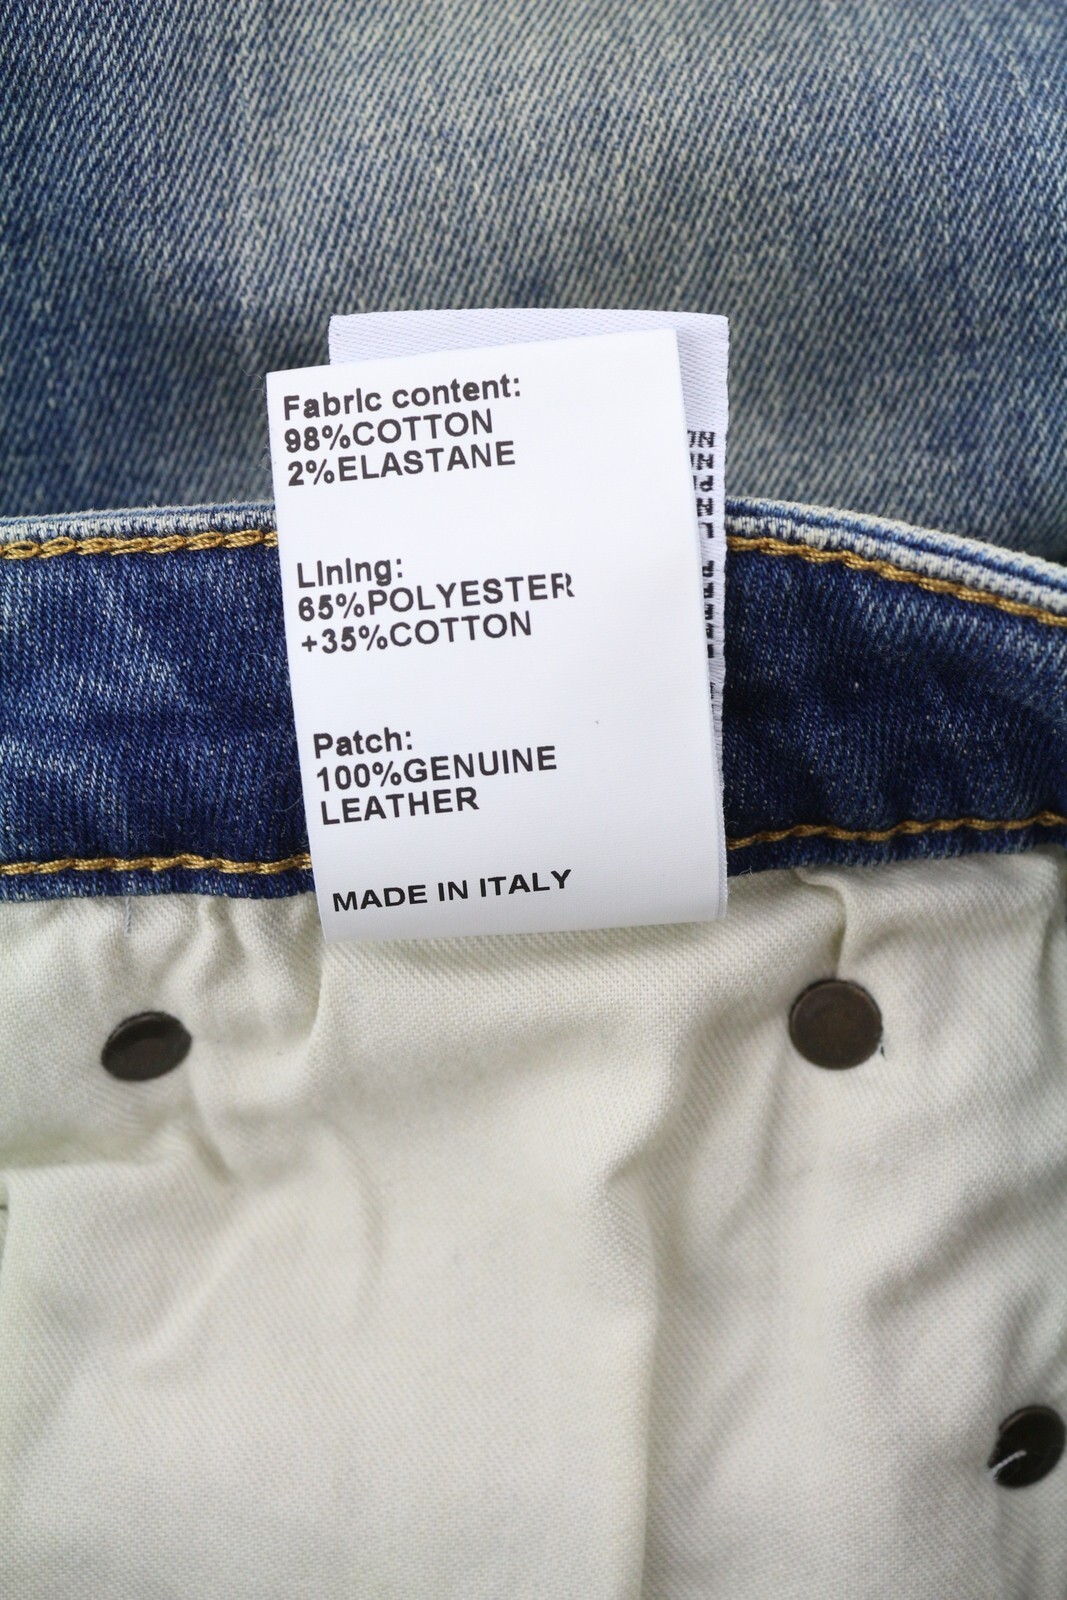 Fabric content:
98%COTTON
2%ELASTANE
Lining:
65%POLYESTER
+35%COTTON
Patch:
100%GENUINE
LEATHER
MADE IN ITALY